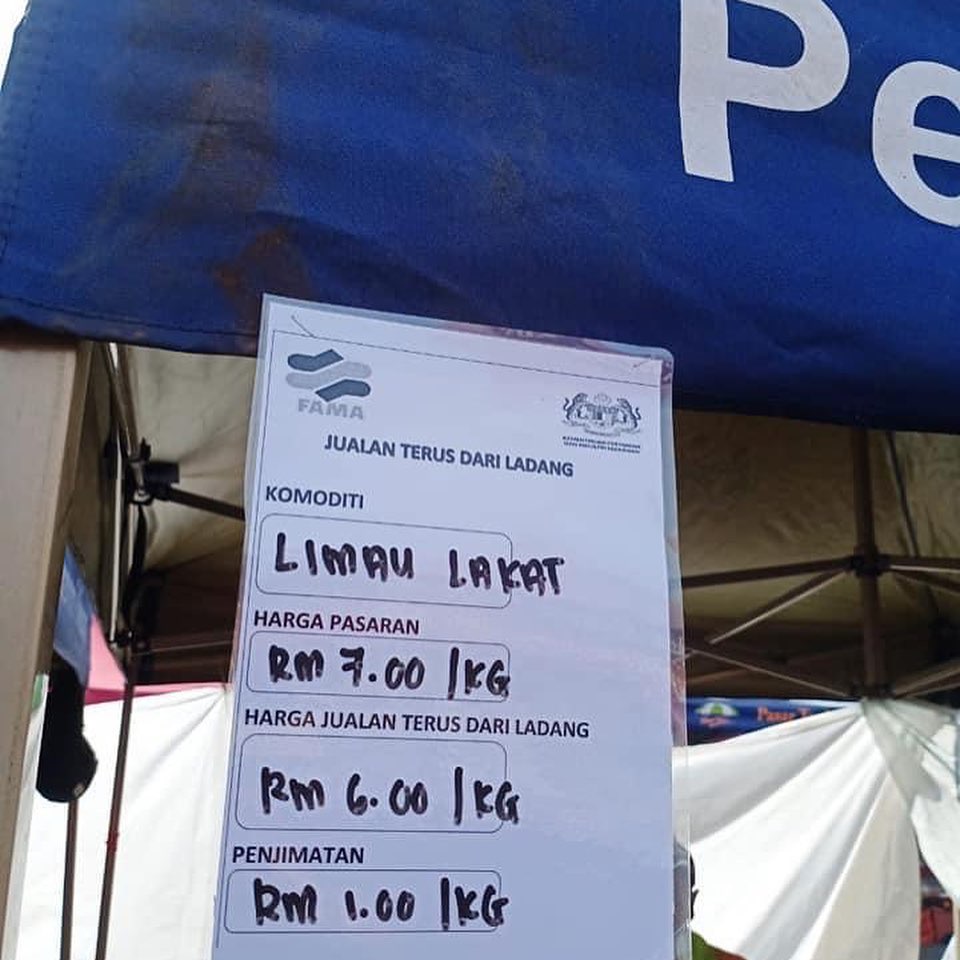 Pe
FAMA
JUALAN TERUS DARI LADANG
KOMODITI
LIMAU LAKAT
HARGA PASARAN
RM 7.00 /KG
HARGA JUALAN TERUS DARI LADANG
RM 6.00 /KG
Pasar
PENJIMATAN
RM 1.00 /KG